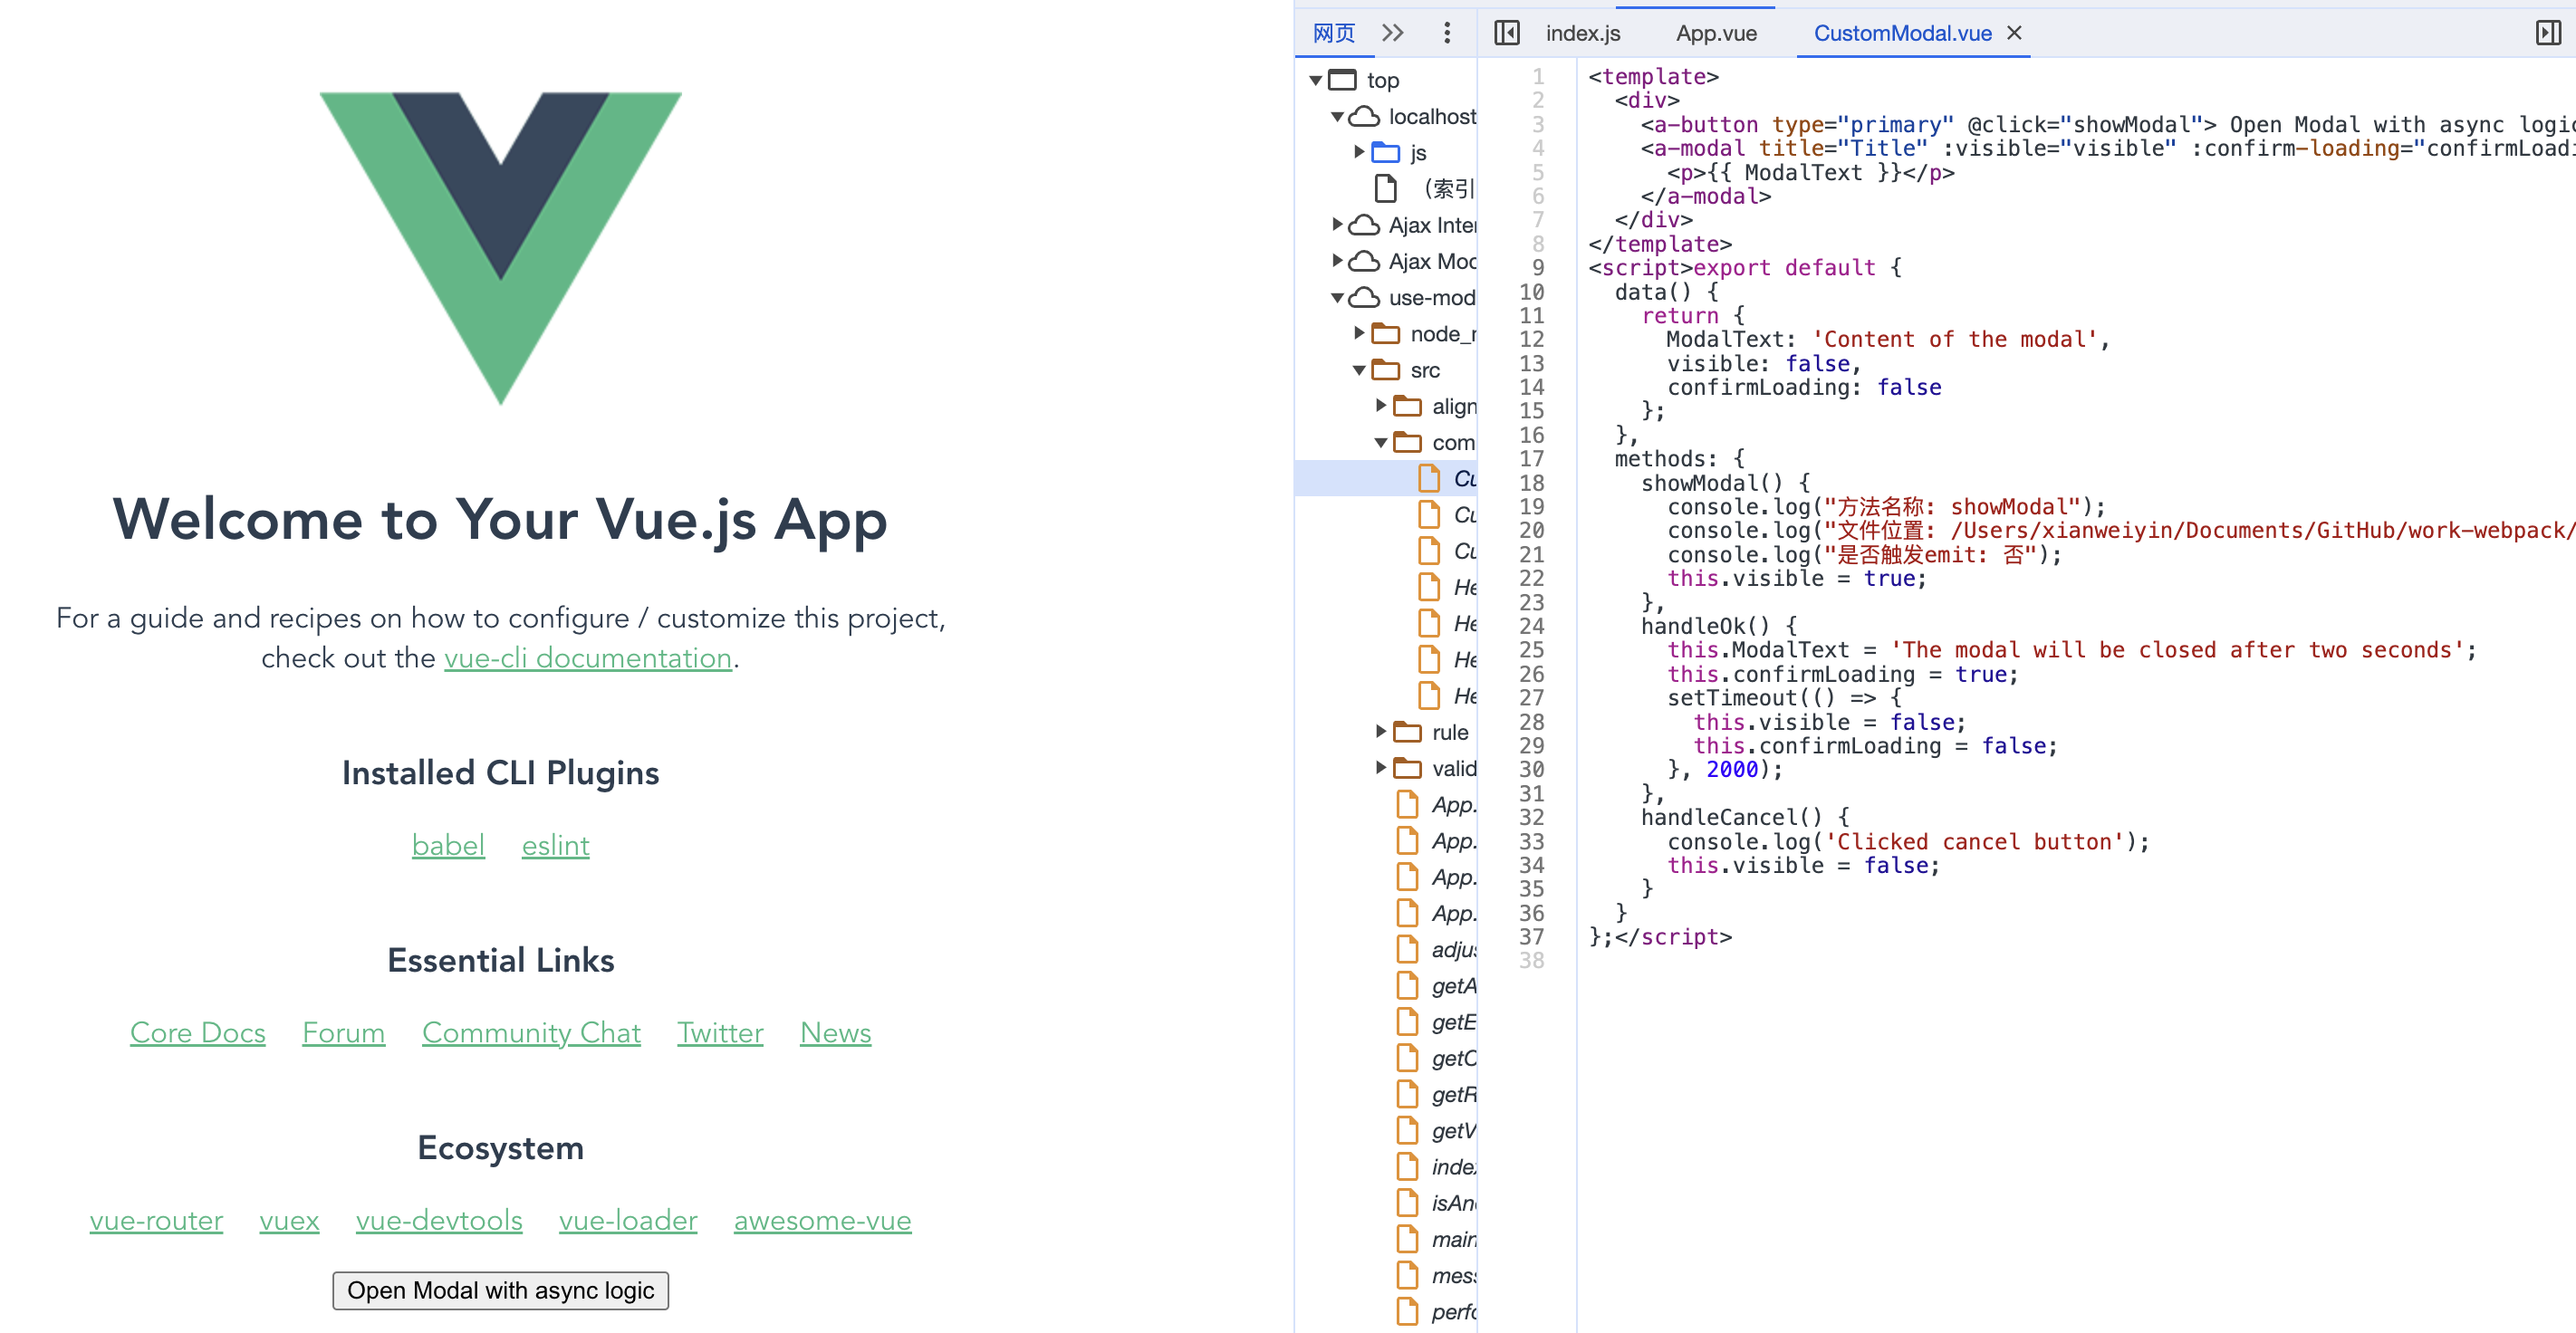 Welcome to Your Vue.js App
For a guide and recipes on how to configure / customize this project,
check out the vue-cli documentation.
Installed CLI Plugins
babel eslint
Essential Links
Core Docs Forum Community Chat Twitter News
Ecosystem
vue-router vuex vue-devtools vue-loader awesome-vue
Open Modal with async logic
网页
top
localhost
js
(索引
Ajax Inter
Ajax Mod
use-mod
node_
src
align
com
Cu
Cu
Cu
He
He
He
He
rule
valid
App.
App.
App.
App.
adjus
getA
getE
getC
getR
getV
index
isAn
main
mess
perfo
index.js App.vue CustomModal.vue
1 <template>
2 <div>
3 <a-button type="primary" @click="showModal"> Open Modal with async logic
4 <a-modal title="Title" :visible="visible" :confirm-loading="confirmLoadi
5 <p>{{ ModalText }}</p>
6 </a-modal>
7 </div>
8 </template>
9 <script>export default {
10 data() {
11 return {
12 ModalText: 'Content of the modal',
13 visible: false,
14 confirmLoading: false
15 };
16 },
17 methods: {
18 showModal() {
19 console.log("方法名称: showModal");
20 console.log("文件位置: /Users/xianweiyin/Documents/GitHub/work-webpack/
21 console.log("是否触发emit: 否");
22 this.visible = true;
23 },
24 handleOk() {
25 this.ModalText = 'The modal will be closed after two seconds';
26 this.confirmLoading = true;
27 setTimeout(() => {
28 this.visible = false;
29 this.confirmLoading = false;
30 }, 2000);
31 },
32 handleCancel() {
33 console.log('Clicked cancel button');
34 this.visible = false;
35 }
36 }
37 };</script>
38